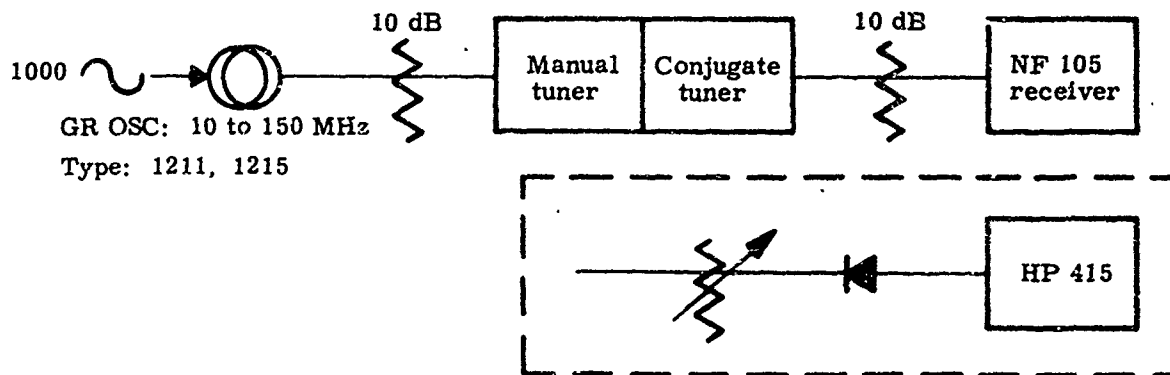 10 dB
10 dB
1000
Manual tuner
Conjugate tuner
NF 105 receiver
GR OSC: 10 to 150 MHz
Type: 1211, 1215
HP 415